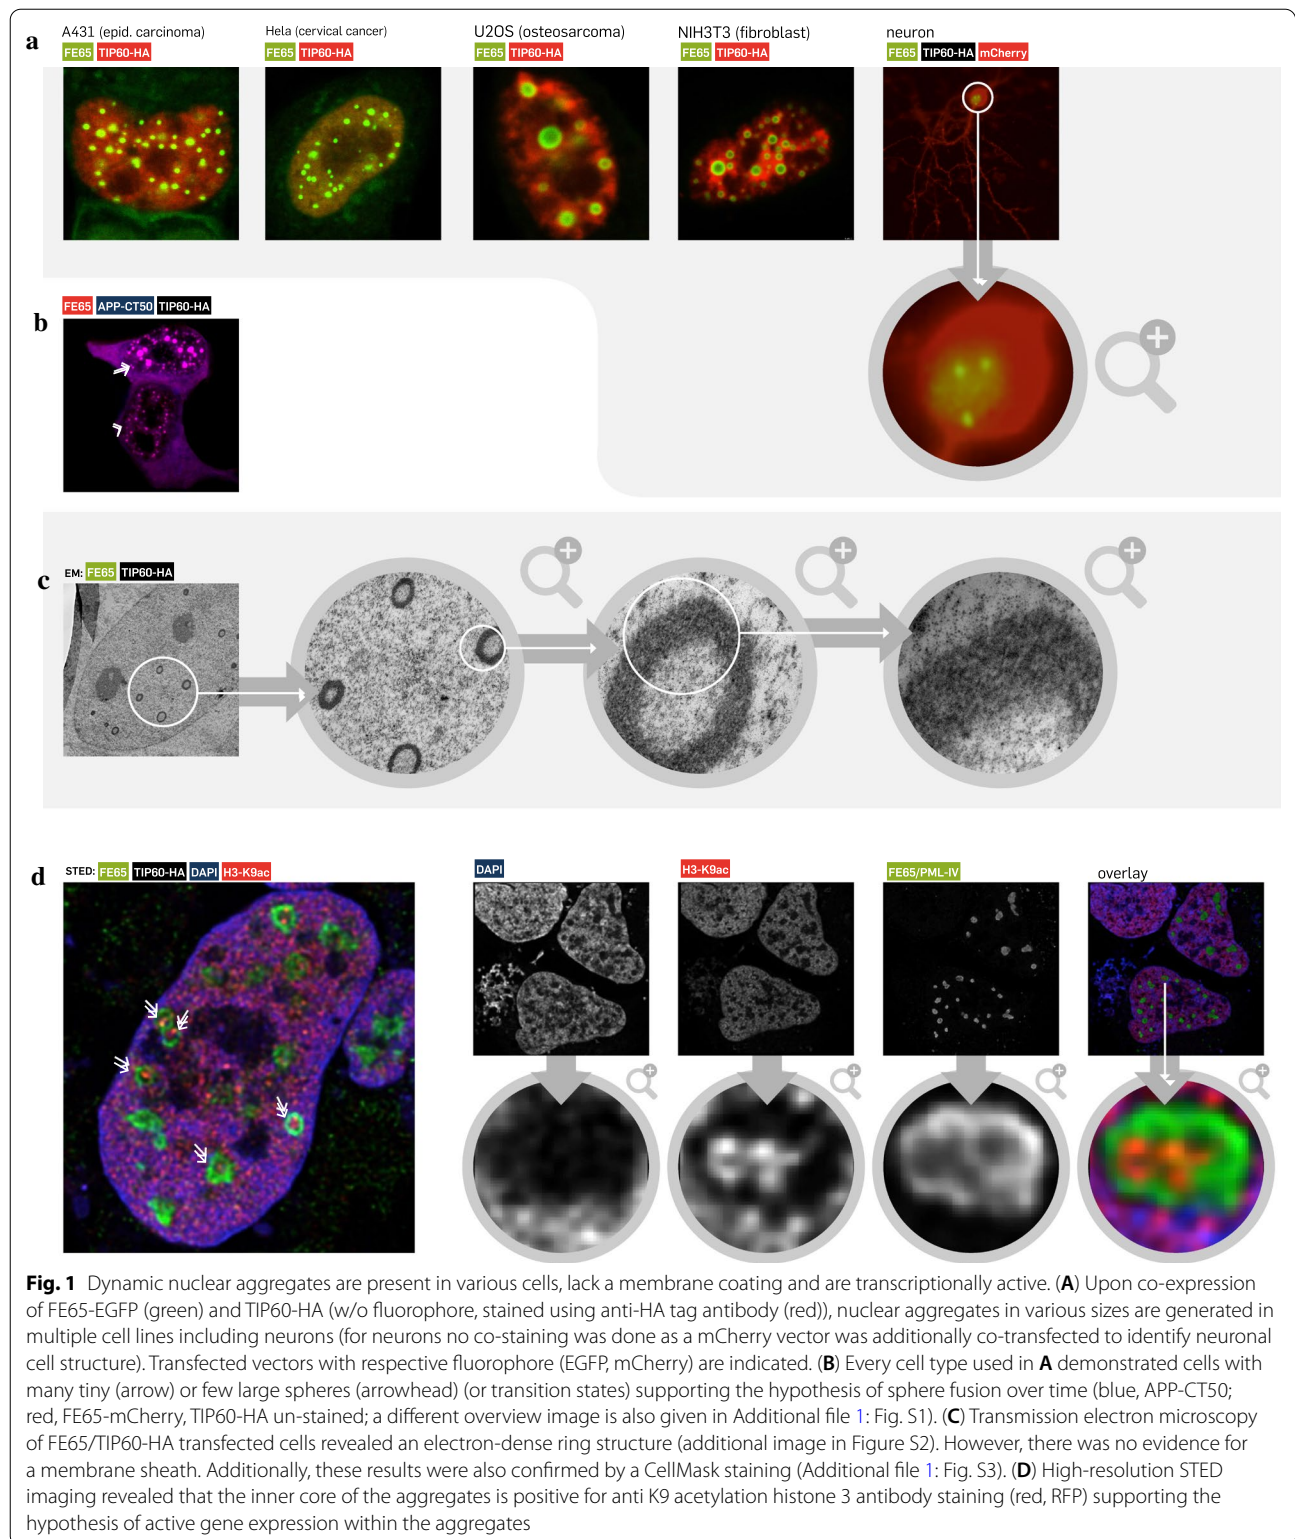 a
A431 (epid. carcinoma)
FE65 TIP60-HA
Hela (cervical cancer)
FE65 TIP60-HA
U2OS (osteosarcoma)
FE65 TIP60-HA
NIH3T3 (fibroblast)
FE65 TIP60-HA
neuron
FE65 TIP60-HA mCherry
b
FE65 APP-CT50 TIP60-HA
c
EM: FE65 TIP60-HA
d
STED: FE65 TIP60-HA DAPI H3-K9ac
DAPI
H3-K9ac
FE65/PML-IV
overlay
Fig. 1 Dynamic nuclear aggregates are present in various cells, lack a membrane coating and are transcriptionally active. (A) Upon co-expression
of FE65-EGFP (green) and TIP60-HA (w/o fluorophore, stained using anti-HA tag antibody (red)), nuclear aggregates in various sizes are generated in
multiple cell lines including neurons (for neurons no co-staining was done as a mCherry vector was additionally co-transfected to identify neuronal
cell structure). Transfected vectors with respective fluorophore (EGFP, mCherry) are indicated. (B) Every cell type used in A demonstrated cells with
many tiny (arrow) or few large spheres (arrowhead) (or transition states) supporting the hypothesis of sphere fusion over time (blue, APP-CT50;
red, FE65-mCherry, TIP60-HA un-stained; a different overview image is also given in Additional file 1: Fig. S1). (C) Transmission electron microscopy
of FE65/TIP60-HA transfected cells revealed an electron-dense ring structure (additional image in Figure S2). However, there was no evidence for
a membrane sheath. Additionally, these results were also confirmed by a CellMask staining (Additional file 1: Fig. S3). (D) High-resolution STED
imaging revealed that the inner core of the aggregates is positive for anti K9 acetylation histone 3 antibody staining (red, RFP) supporting the
hypothesis of active gene expression within the aggregates